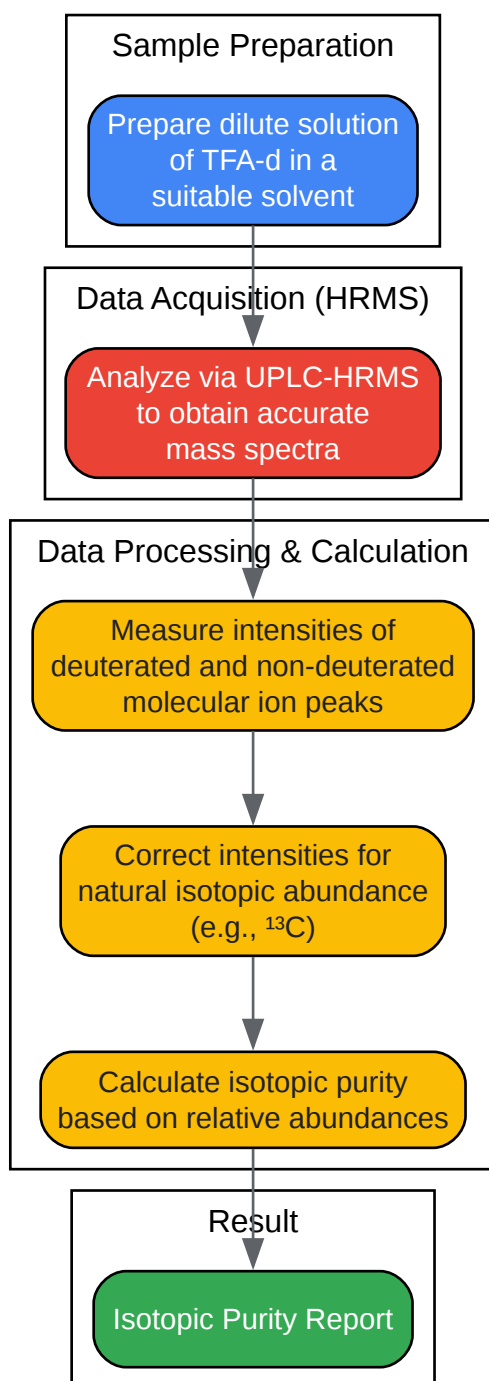 Sample Preparation
Prepare dilute solution
of TFA-d in a
suitable solvent
Data Acquisition (HRMS)
Analyze via UPLC-HRMS
to obtain accurate
mass spectra
Data Processing & Calculation
Measure intensities of
deuterated and non-deuterated
molecular ion peaks
Correct intensities for
natural isotopic abundance
(e.g., ¹³C)
Calculate isotopic purity
based on relative abundances
Result
Isotopic Purity Report